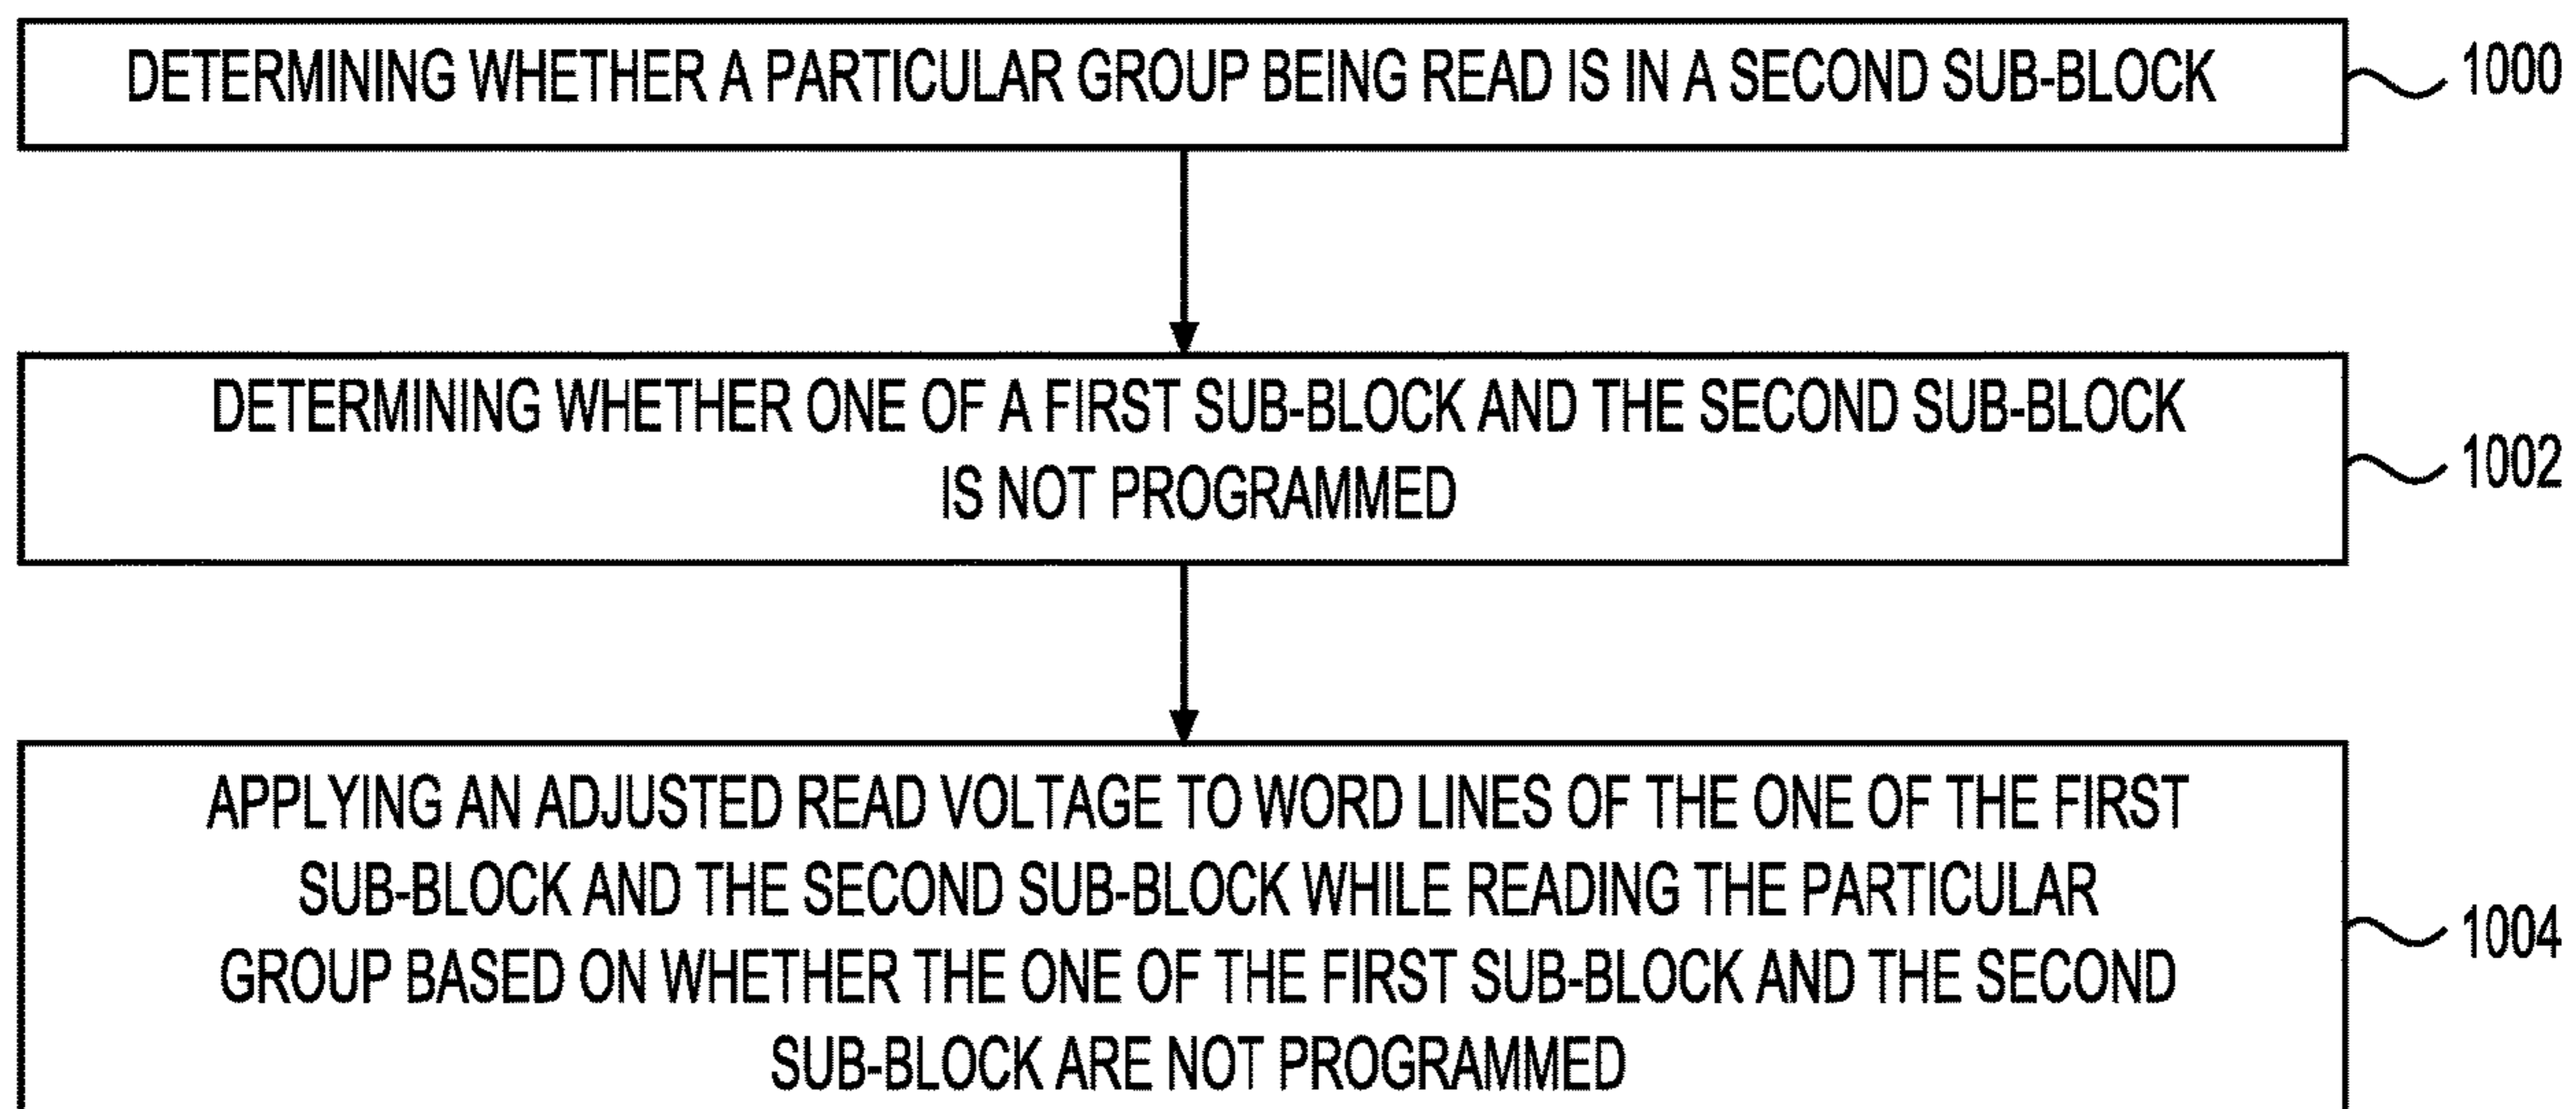 DETERMINING WHETHER A PARTICULAR GROUP BEING READ IS IN A SECOND SUB-BLOCK
1000
DETERMINING WHETHER ONE OF A FIRST SUB-BLOCK AND THE SECOND SUB-BLOCK
IS NOT PROGRAMMED
1002
APPLYING AN ADJUSTED READ VOLTAGE TO WORD LINES OF THE ONE OF THE FIRST
SUB-BLOCK AND THE SECOND SUB-BLOCK WHILE READING THE PARTICULAR
GROUP BASED ON WHETHER THE ONE OF THE FIRST SUB-BLOCK AND THE SECOND
SUB-BLOCK ARE NOT PROGRAMMED
1004